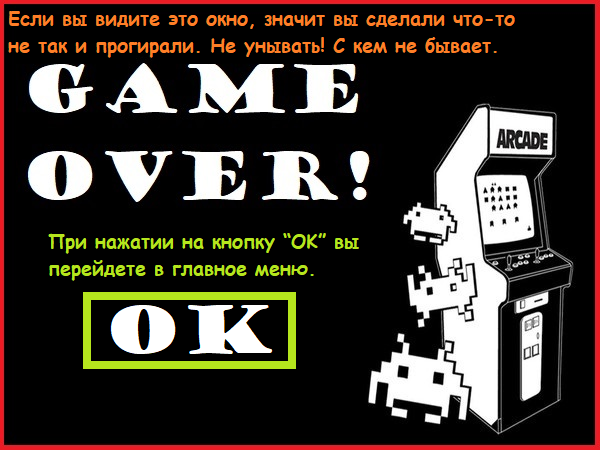 Если вы видите это окно, значит вы сделали что-то
не так и прогирали. Не унывать! С кем не бывает.
GAME
OVER!
ARCADE
При нажатии на кнопку “ОК” вы
перейдете в главное меню.
OK